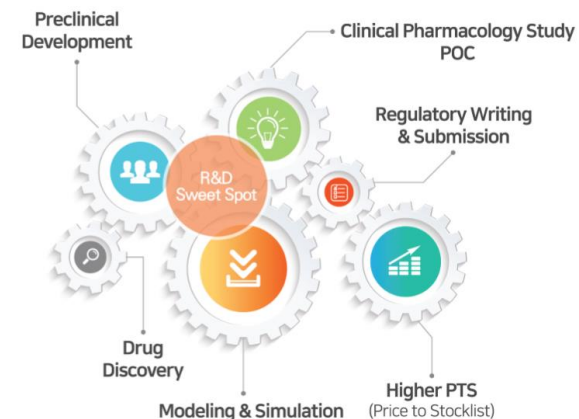 Preclinical
Development
Clinical Pharmacology Study
POC
Regulatory Writing
& Submission
R&D
Sweet Spot
Drug
Discovery
Modeling & Simulation
Higher PTS
(Price to Stocklist)